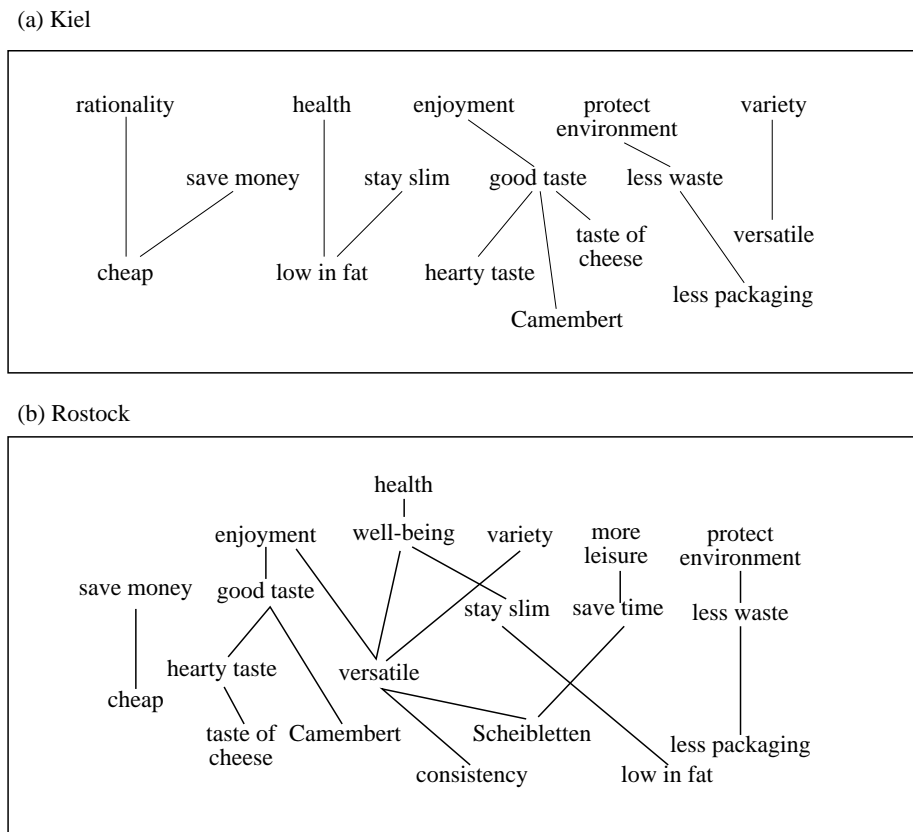 (a) Kiel
rationality
health
enjoyment
protect
environment
variety
save money
stay slim
good taste
less waste
taste of
cheese
versatile
cheap
low in fat
hearty taste
less packaging
Camembert
(b) Rostock
health
enjoyment
well-being
variety
more
leisure
protect
environment
save money
good taste
stay slim
save time
less waste
hearty taste
versatile
cheap
taste of
cheese
Camembert
Scheibletten
less packaging
consistency
low in fat